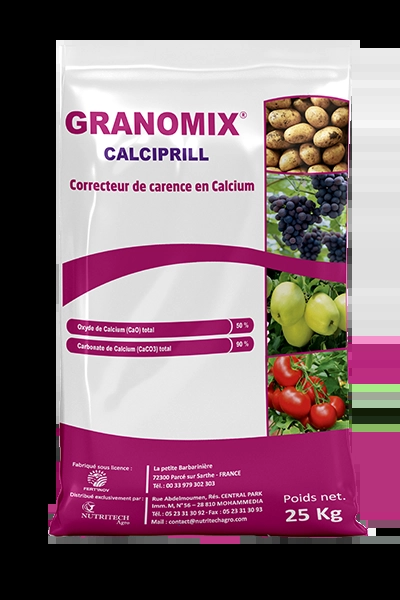 GRANOMIX®
CALCIPRILL
Correcteur de carence en Calcium
Oxyde de Calcium (CaO) total 50 %
Carbonate de Calcium (CaCO3) total 90 %
Fabriqué sous licence :
FERTINOV
La petite Barbarinière
72300 Parcé sur Sarthe - FRANCE
Tél : 00 33 979 302 303
Distribué exclusivement par :
NUTRITECH
Agro
Rue Abdelmoumen, Rés. CENTRAL PARK
Imm. M, N°56 - 28 810 MOHAMMEDIA
Tél : 05 23 31 30 92 - Fax : 05 23 31 30 93
Mail : contact@nutritechagro.com
Poids net.
25 Kg